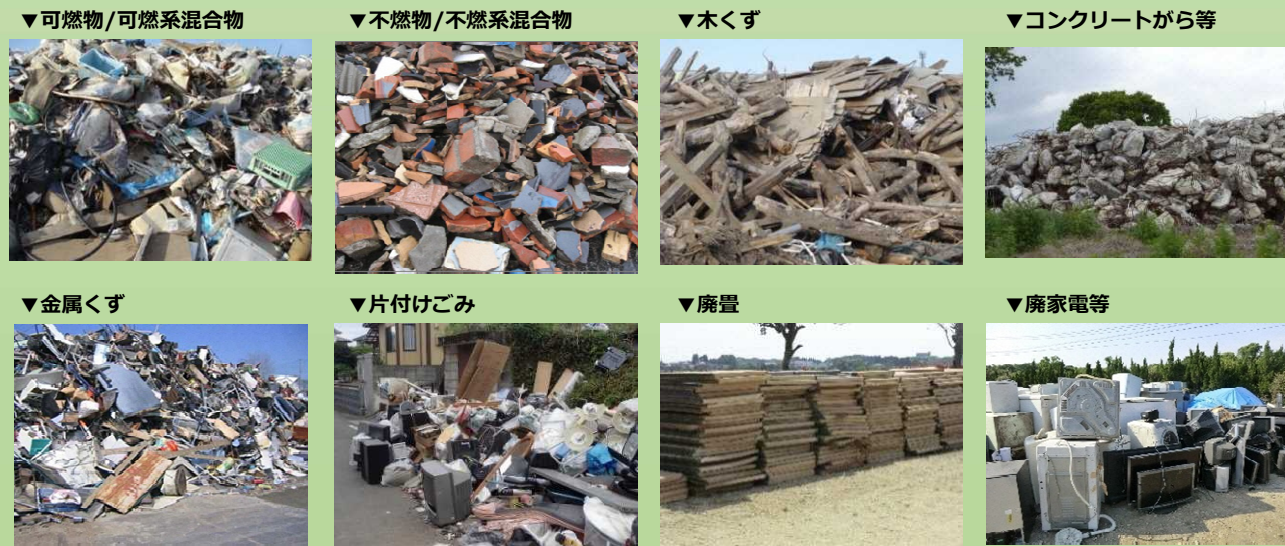 ▼可燃物/可燃系混合物
▼不燃物/不燃系混合物
▼木くず
▼コンクリートがら等
▼金属くず
▼片付けごみ
▼廃畳
▼廃家電等